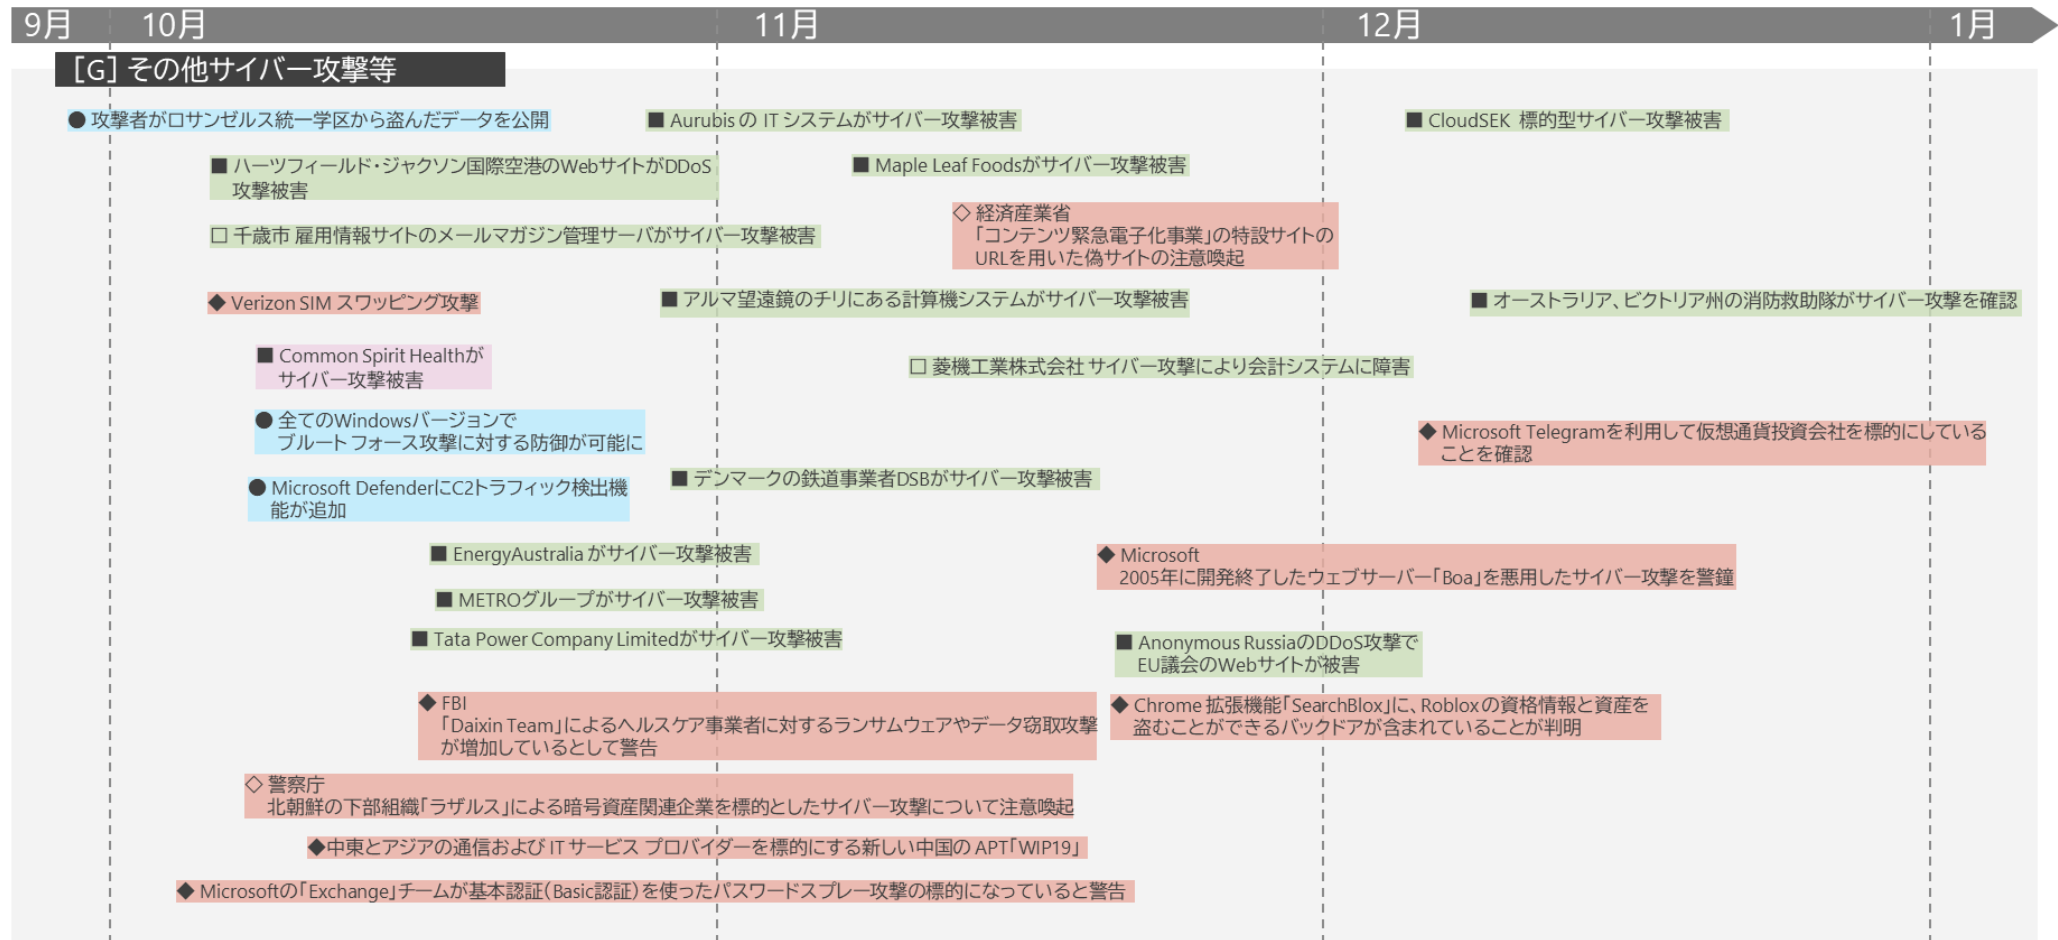 9月 10月 11月 12月 1月
[G] その他サイバー攻撃等
● 攻撃者がロサンゼルス統一学区から盗んだデータを公開
■ Aurubis の IT システムがサイバー攻撃被害
■ CloudSEK 標的型サイバー攻撃被害
■ ハーツフィールド・ジャクソン国際空港のWebサイトがDDoS
攻撃被害
■ Maple Leaf Foodsがサイバー攻撃被害
□ 千歳市 雇用情報サイトのメールマガジン管理サーバがサイバー攻撃被害
◇ 経済産業省
「コンテンツ緊急電子化事業」の特設サイトの
URLを用いた偽サイトの注意喚起
◆ Verizon SIM スワッピング攻撃
■ アルマ望遠鏡のチリにある計算機システムがサイバー攻撃被害
■ オーストラリア、ビクトリア州の消防救助隊がサイバー攻撃を確認
■ Common Spirit Healthが
サイバー攻撃被害
□ 菱機工業株式会社 サイバー攻撃により会計システムに障害
● 全てのWindowsバージョンで
ブルート フォース攻撃に対する防御が可能に
◆ Microsoft Telegramを利用して仮想通貨投資会社を標的にしている
ことを確認
■ デンマークの鉄道事業者DSBがサイバー攻撃被害
● Microsoft DefenderにC2トラフィック検出機
能が追加
■ EnergyAustralia がサイバー攻撃被害
◆ Microsoft
2005年に開発終了したウェブサーバー「Boa」を悪用したサイバー攻撃を警鐘
■ METROグループがサイバー攻撃被害
■ Tata Power Company Limitedがサイバー攻撃被害
■ Anonymous RussiaのDDoS攻撃で
EU議会のWebサイトが被害
◆ FBI
「Daixin Team」によるヘルスケア事業者に対するランサムウェアやデータ窃取攻撃
が増加しているとして警告
◆ Chrome 拡張機能「SearchBlox」に、Robloxの資格情報と資産を
盗むことができるバックドアが含まれていることが判明
◇ 警察庁
北朝鮮の下部組織「ラザルス」による暗号資産関連企業を標的としたサイバー攻撃について注意喚起
◆中東とアジアの通信および IT サービス プロバイダーを標的にする新しい中国の APT「WIP19」
◆ Microsoftの「Exchange」チームが基本認証（Basic認証）を使ったパスワードスプレー攻撃の標的になっていると警告